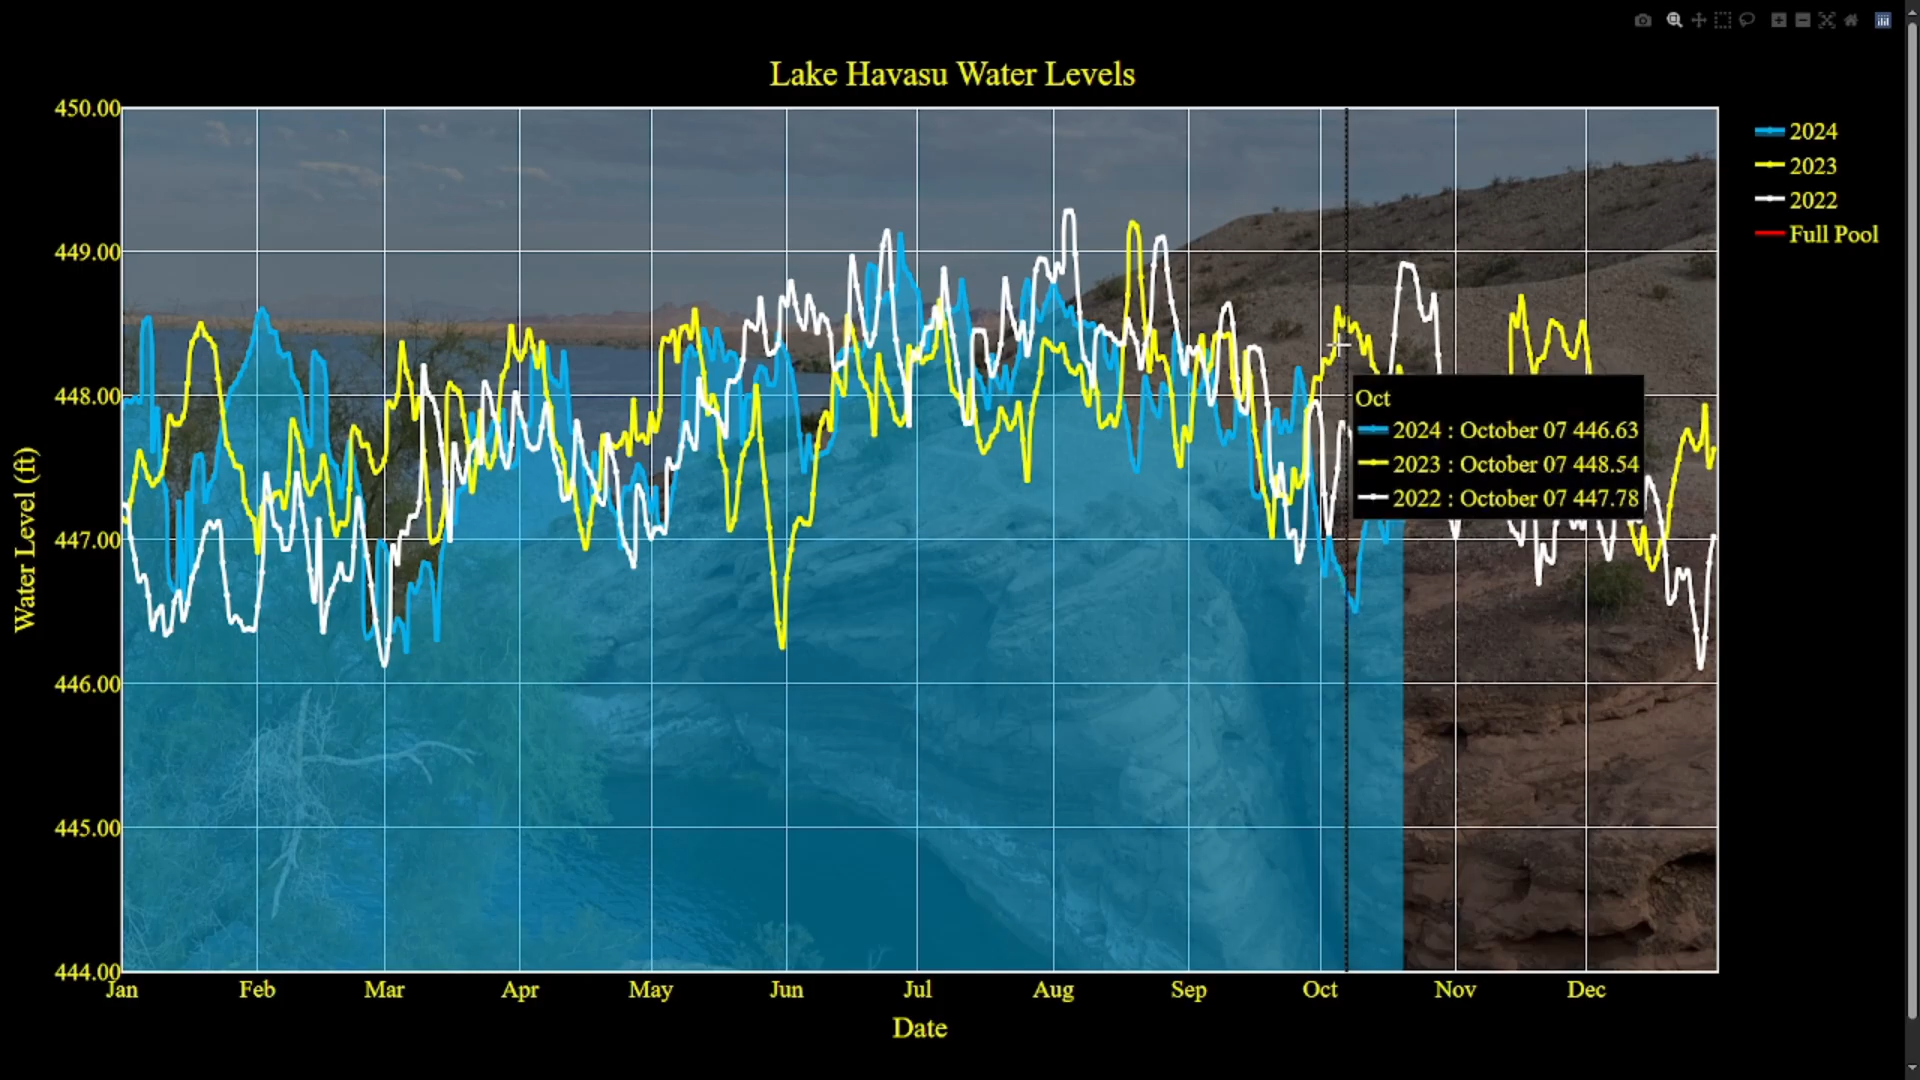 Lake Havasu Water Levels
450.00
449.00
448.00
447.00
446.00
445.00
444.00
Water Level (ft)
Jan Feb Mar Apr May Jun Jul Aug Sep Oct Nov Dec
Date
2024
2023
2022
Full Pool
Oct
2024 : October 07 446.63
2023 : October 07 448.54
2022 : October 07 447.78